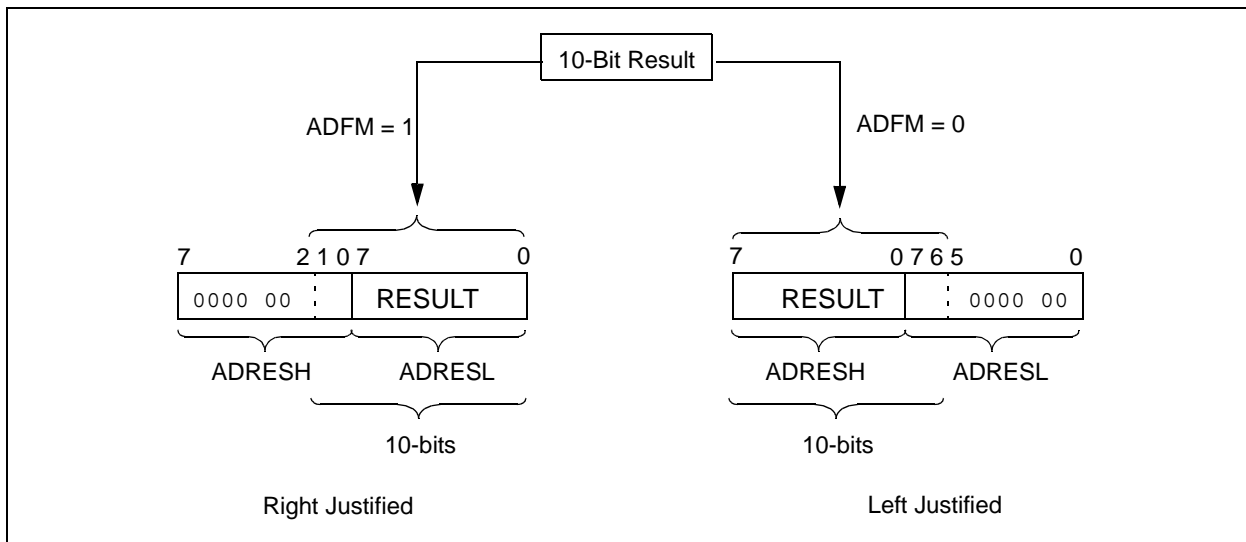 10-Bit Result
ADFM = 1
ADFM = 0
7 2 1 0 7 0
7 0 7 6 5 0
0000 00 RESULT
RESULT 0000 00
ADRESH ADRESL
ADRESH ADRESL
10-bits
10-bits
Right Justified
Left Justified